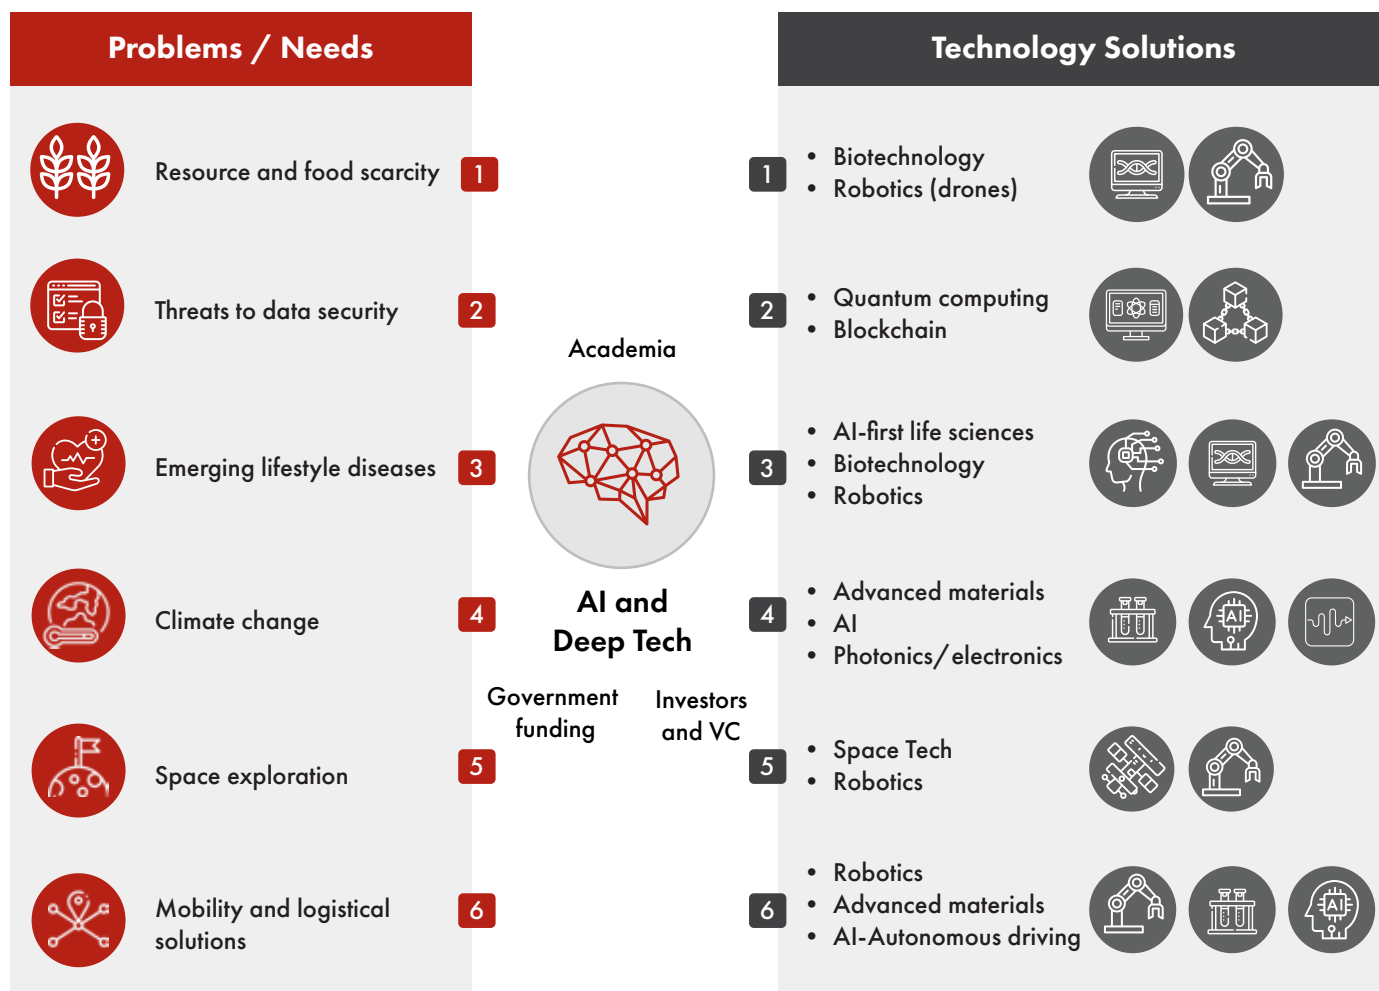 Problems / Needs
Resource and food scarcity
1
Threats to data security
2
Emerging lifestyle diseases
3
Climate change
4
Space exploration
5
Mobility and logistical
solutions
6
Academia
AI and
Deep Tech
Government
funding
Investors
and VC
Technology Solutions
1
• Biotechnology
• Robotics (drones)
2
• Quantum computing
• Blockchain
3
• AI-first life sciences
• Biotechnology
• Robotics
4
• Advanced materials
• AI
• Photonics/electronics
AI
5
• Space Tech
• Robotics
6
• Robotics
• Advanced materials
• AI-Autonomous driving
AI